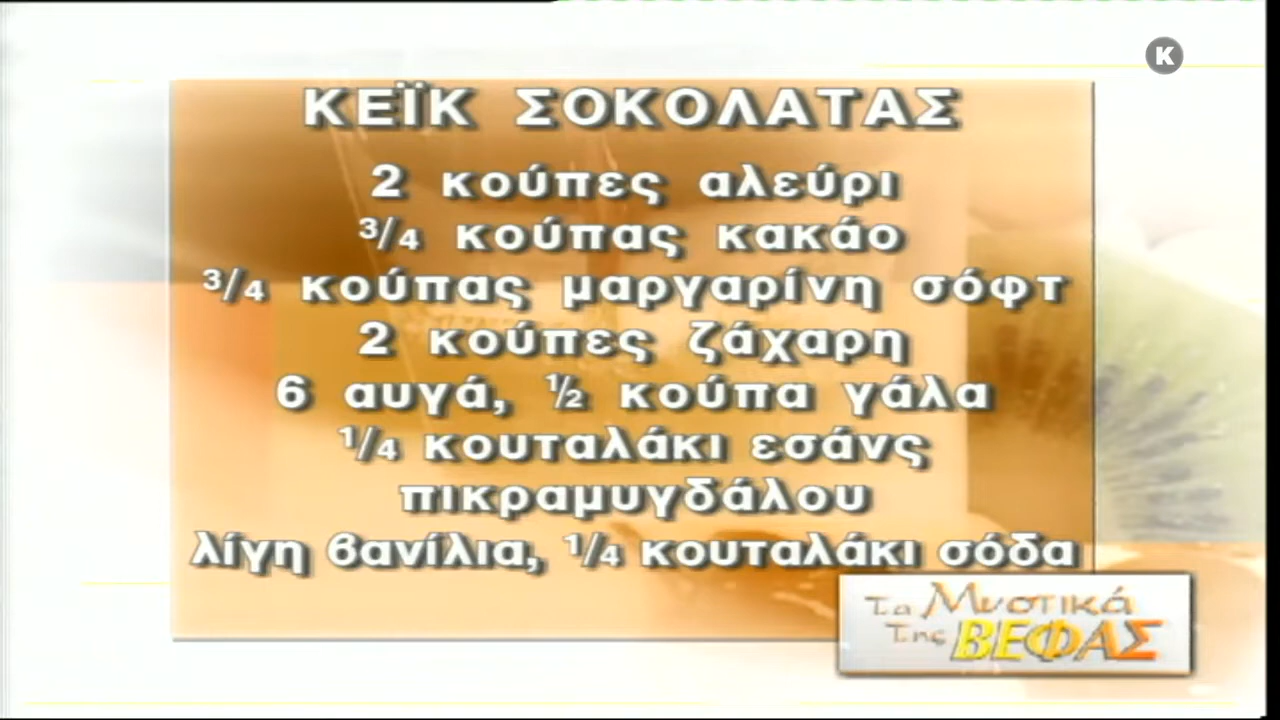 K
ΚΕΪΚ ΣΟΚΟΛΑΤΑΣ
2 κούπες αλεύρι
3/4 κούπας κακάο
3/4 κούπας μαργαρίνη σόφτ
2 κούπες ζάχαρη
6 αυγά, ½ κούπα γάλα
1/4 κουταλάκι εσάνς
πικραμυγδάλου
λίγη βανίλια, 1/4 κουταλάκι σόδα
Τα Μυστικά
Της ΒΕΦΑΣ